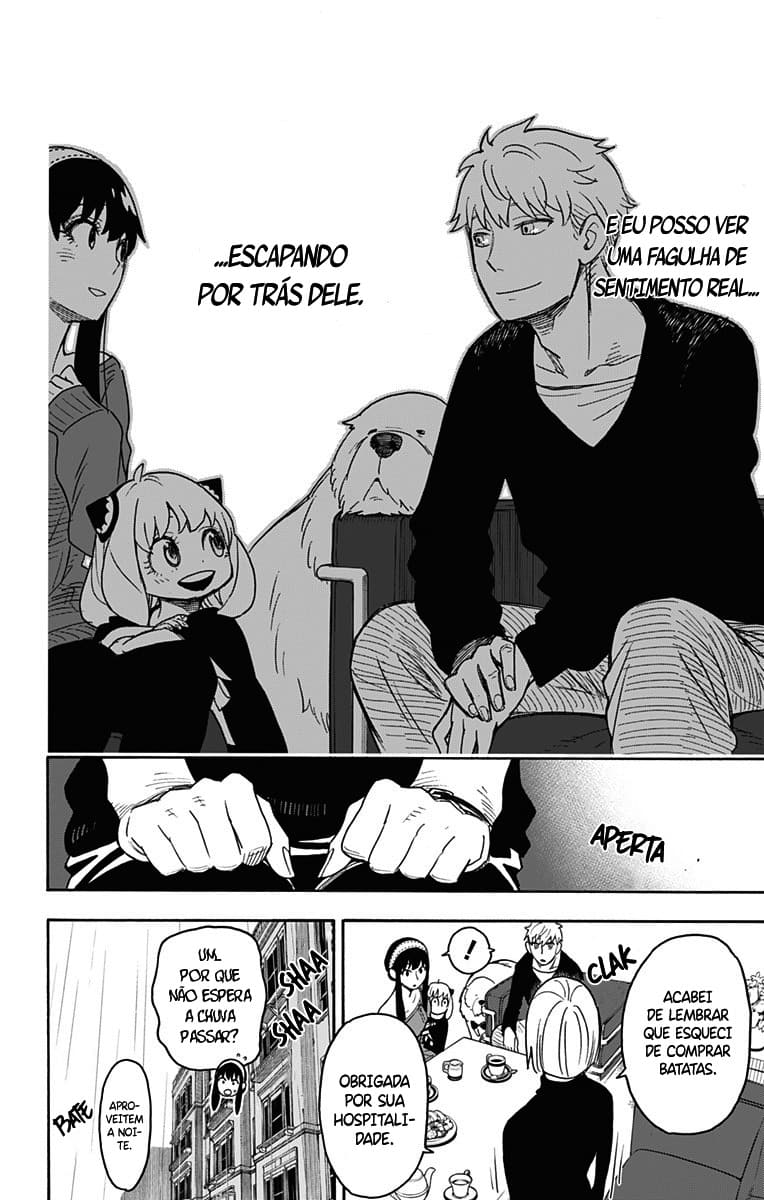 E EU POSSO VER
UMA FAGULHA DE
SENTIMENTO REAL...
...ESCAPANDO
POR TRÁS DELE.
APERTA
CLAK
ACABEI
DE LEMBRAR
QUE ESQUECI
DE COMPRAR
BATATAS.
!
OBRIGADA
POR SUA
HOSPITALI-
DADE.
SHAA
SHAA
UM...
POR QUE
NÃO ESPERA
A CHUVA
PASSAR?
APRO-
VEITEM
A NOI-
TE.
BATE